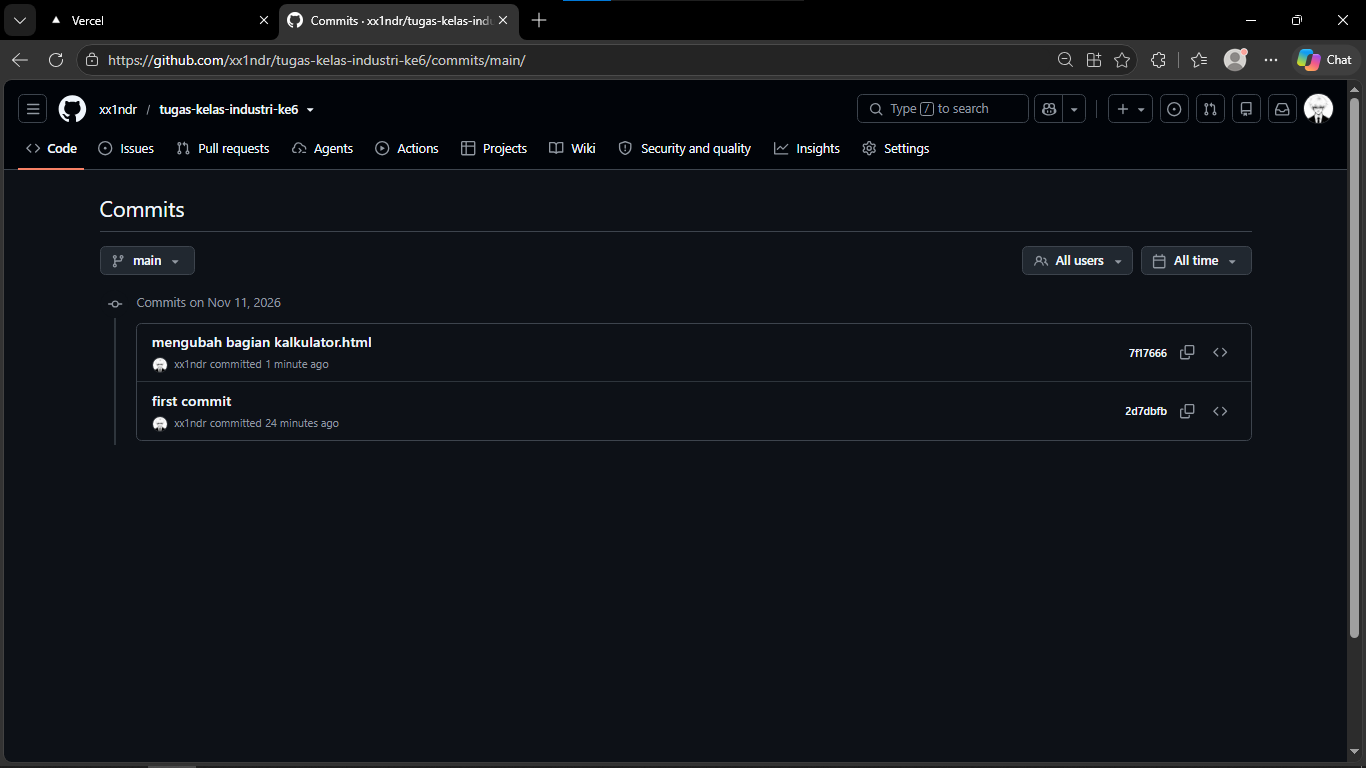 Vercel
Commits · xx1ndr/tugas-kelas-indu
https://github.com/xx1ndr/tugas-kelas-industri-ke6/commits/main/
Chat
xx1ndr / tugas-kelas-industri-ke6
Type / to search
Code Issues Pull requests Agents Actions Projects Wiki Security and quality Insights Settings
Commits
main
All users All time
Commits on Nov 11, 2026
mengubah bagian kalkulator.html
xx1ndr committed 1 minute ago
7f17666
first commit
xx1ndr committed 24 minutes ago
2d7dbfb